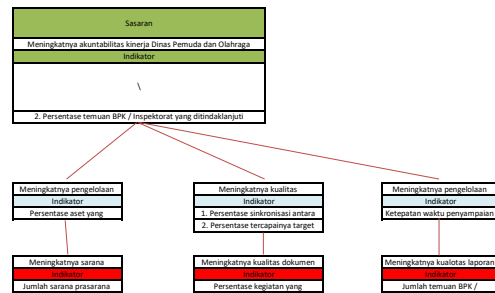 Sasaran
Meningkatnya akuntabilitas kinerja Dinas Pemuda dan Olahraga
Indikator
\
2. Persentase temuan BPK / Inspektorat yang ditindaklanjuti
Meningkatnya pengelolaan
Indikator
Persentase aset yang
Meningkatnya kualitas
Indikator
1. Persentase sinkronisasi antara
2. Persentase tercapainya target
Meningkatnya pengelolaan
Indikator
Ketepatan waktu penyampaian
Meningkatnya sarana
Indikator
Jumlah sarana prasarana
Meningkatnya kualitas dokumen
Indikator
Persentase kegiatan yang
Meningkatnya kualotas laporan
Indikator
Jumlah temuan BPK /